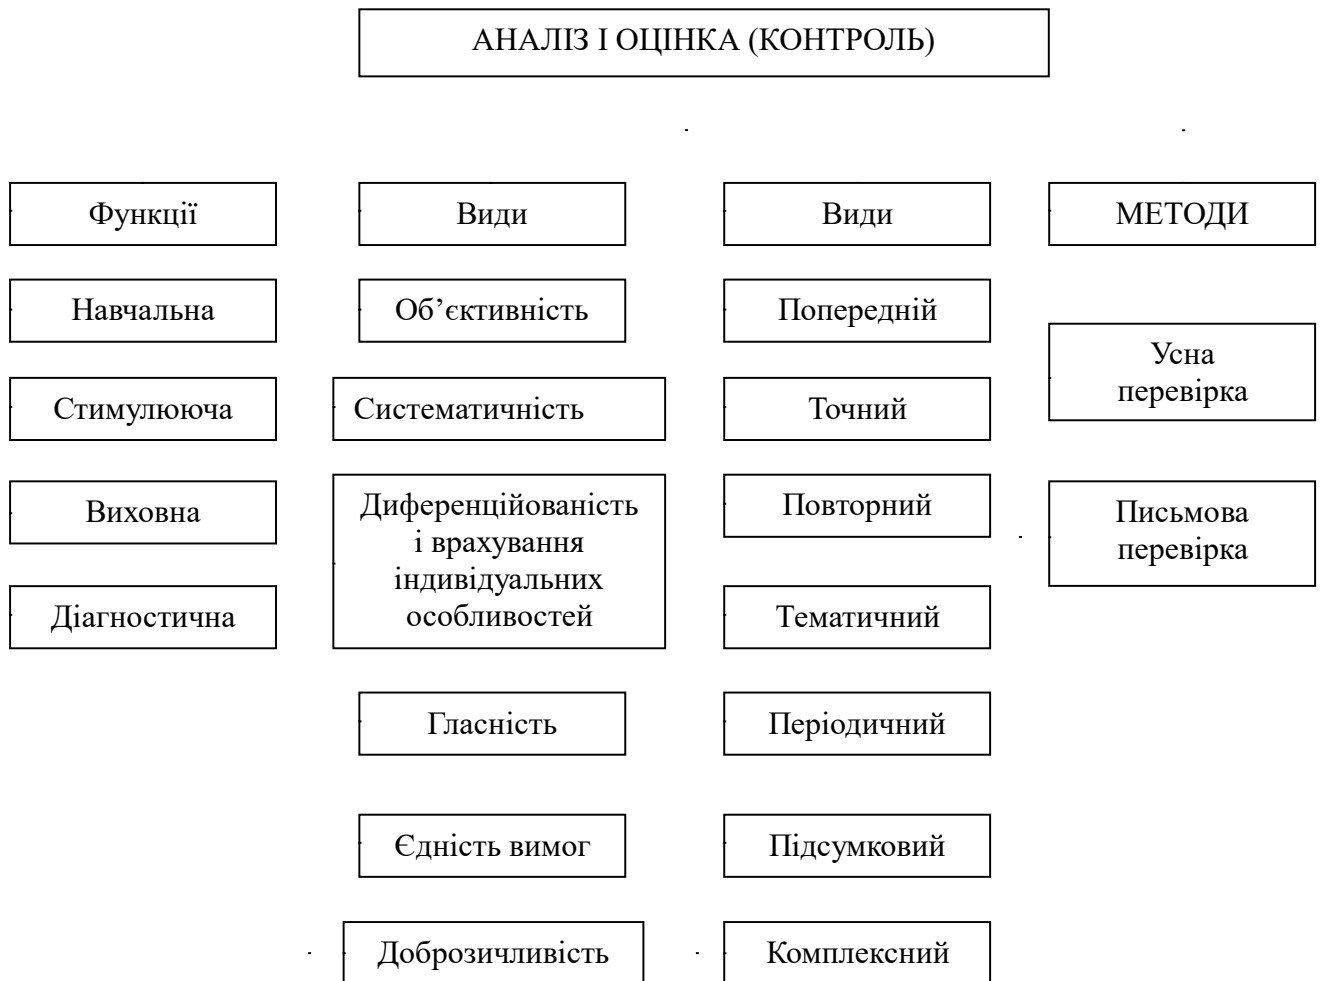 АНАЛІЗ І ОЦІНКА (КОНТРОЛЬ)
Функції
Види
Види
МЕТОДИ
Навчальна
Об’єктивність
Попередній
Усна
перевірка
Стимулююча
Систематичність
Точний
Виховна
Диференційованість
і врахування
індивідуальних
особливостей
Повторний
Письмова
перевірка
Діагностична
Тематичний
Гласність
Періодичний
Єдність вимог
Підсумковий
Доброзичливість
Комплексний